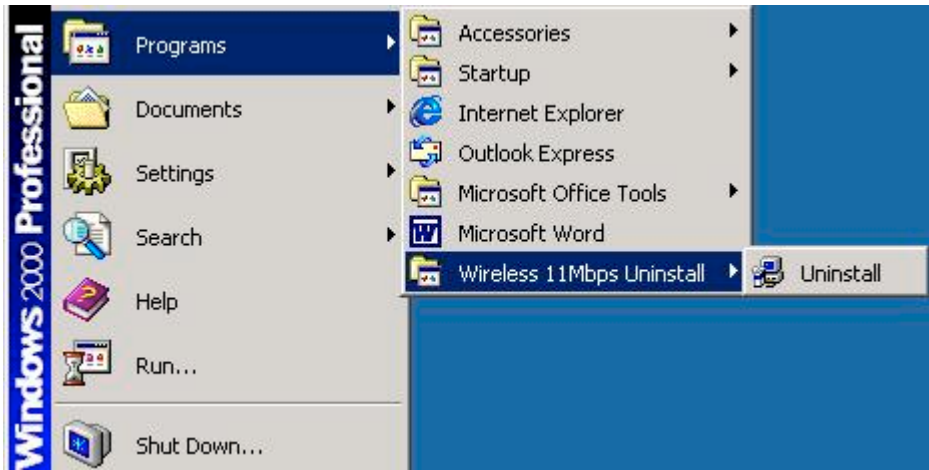 Windows 2000 Professional
Programs
Documents
Settings
Search
Help
Run...
Shut Down...
Accessories
Startup
Internet Explorer
Outlook Express
Microsoft Office Tools
Microsoft Word
Wireless 11Mbps Uninstall
Uninstall